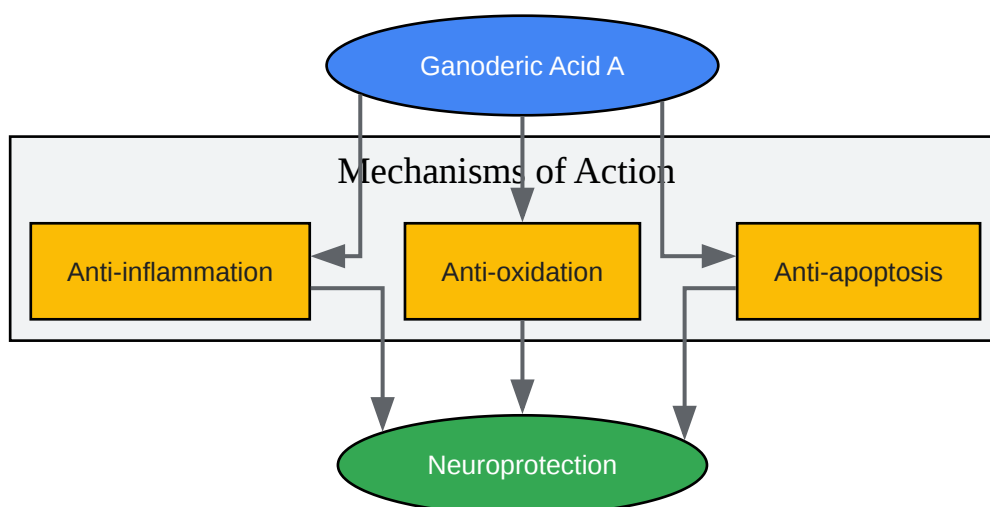 Ganoderic Acid A
Mechanisms of Action
Anti-inflammation
Anti-oxidation
Anti-apoptosis
Neuroprotection